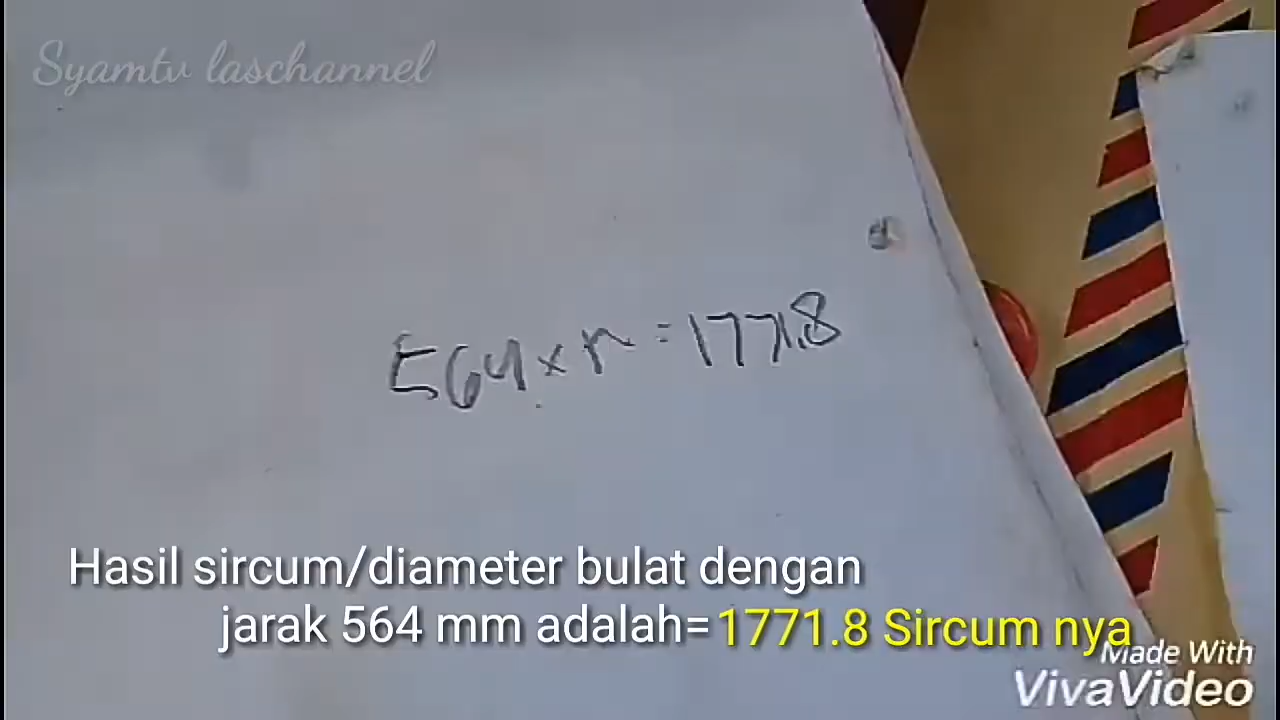 Syamtv laschannel
564 × π = 1771.8
Hasil sircum/diameter bulat dengan
jarak 564 mm adalah=1771.8 Sircum nya
Made With
VivaVideo